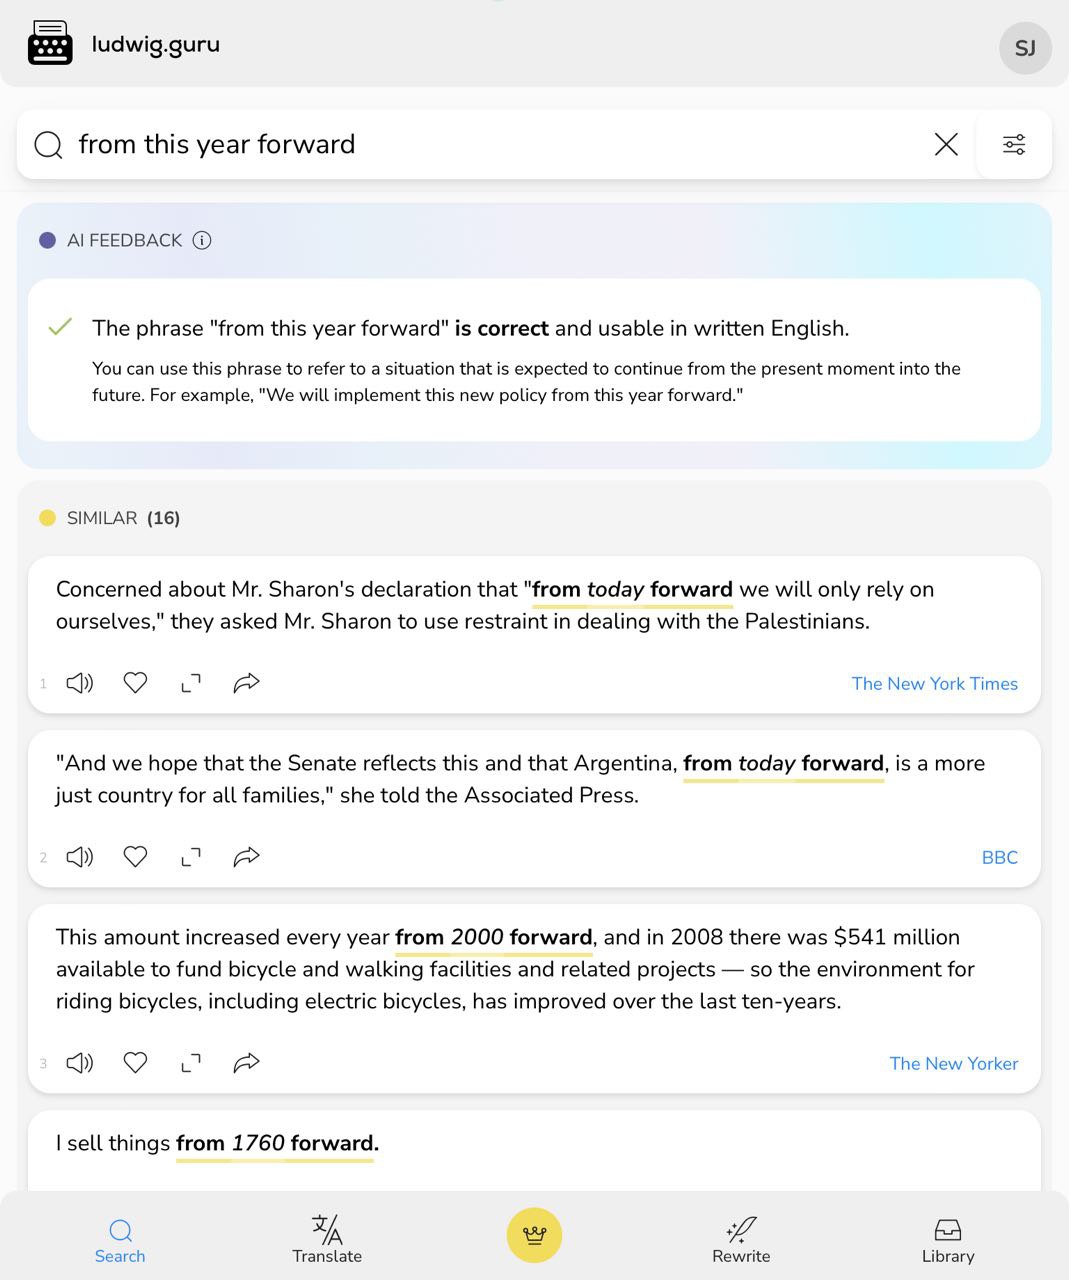 ludwig.guru
SJ
from this year forward
AI FEEDBACK
The phrase "from this year forward" is correct and usable in written English.
You can use this phrase to refer to a situation that is expected to continue from the present moment into the
future. For example, "We will implement this new policy from this year forward."
SIMILAR (16)
Concerned about Mr. Sharon's declaration that "from today forward we will only rely on
ourselves," they asked Mr. Sharon to use restraint in dealing with the Palestinians.
1
The New York Times
"And we hope that the Senate reflects this and that Argentina, from today forward, is a more
just country for all families," she told the Associated Press.
2
BBC
This amount increased every year from 2000 forward, and in 2008 there was $541 million
available to fund bicycle and walking facilities and related projects — so the environment for
riding bicycles, including electric bicycles, has improved over the last ten-years.
3
The New Yorker
I sell things from 1760 forward.
Search
Translate
Rewrite
Library